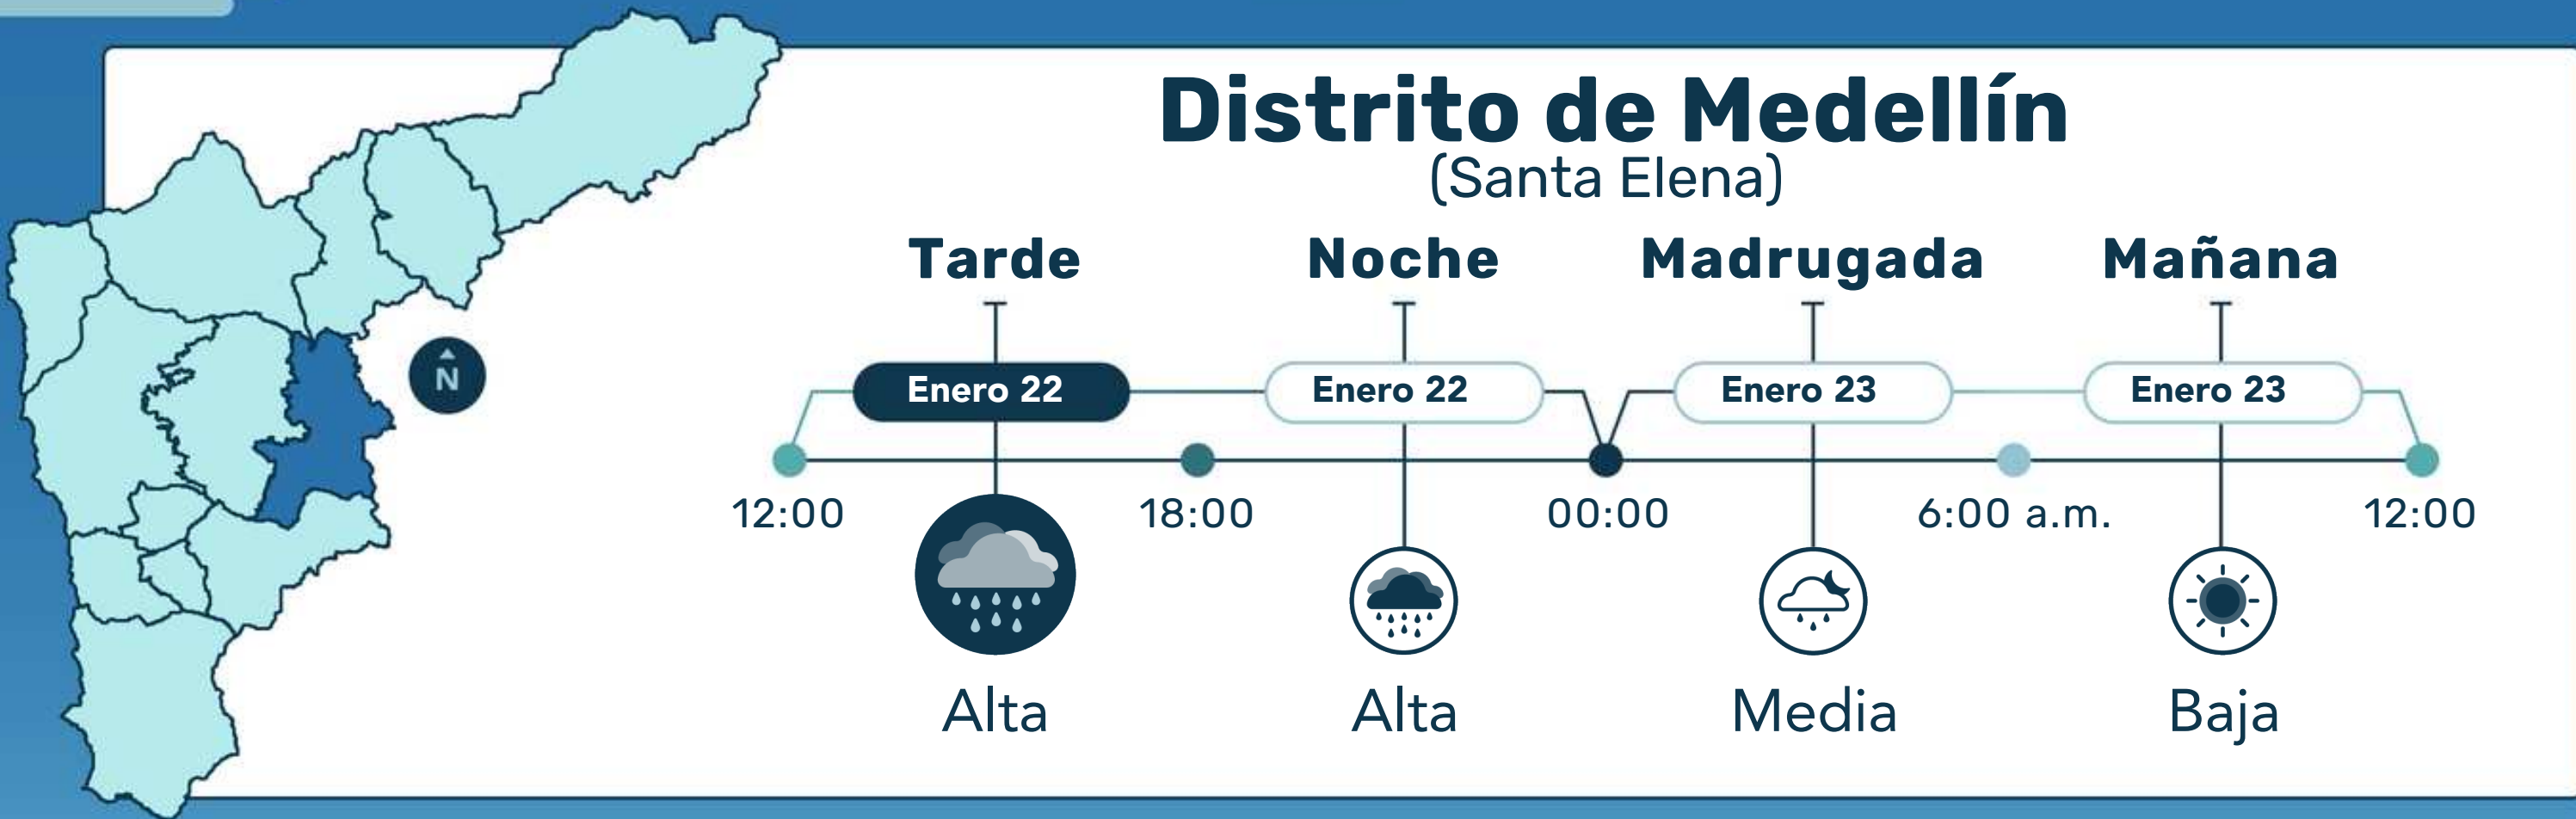 Distrito de Medellín
(Santa Elena)
Tarde Noche Madrugada Mañana
N
Enero 22 Enero 22 Enero 23 Enero 23
12:00 18:00 00:00 6:00 a.m. 12:00
Alta Alta Media Baja